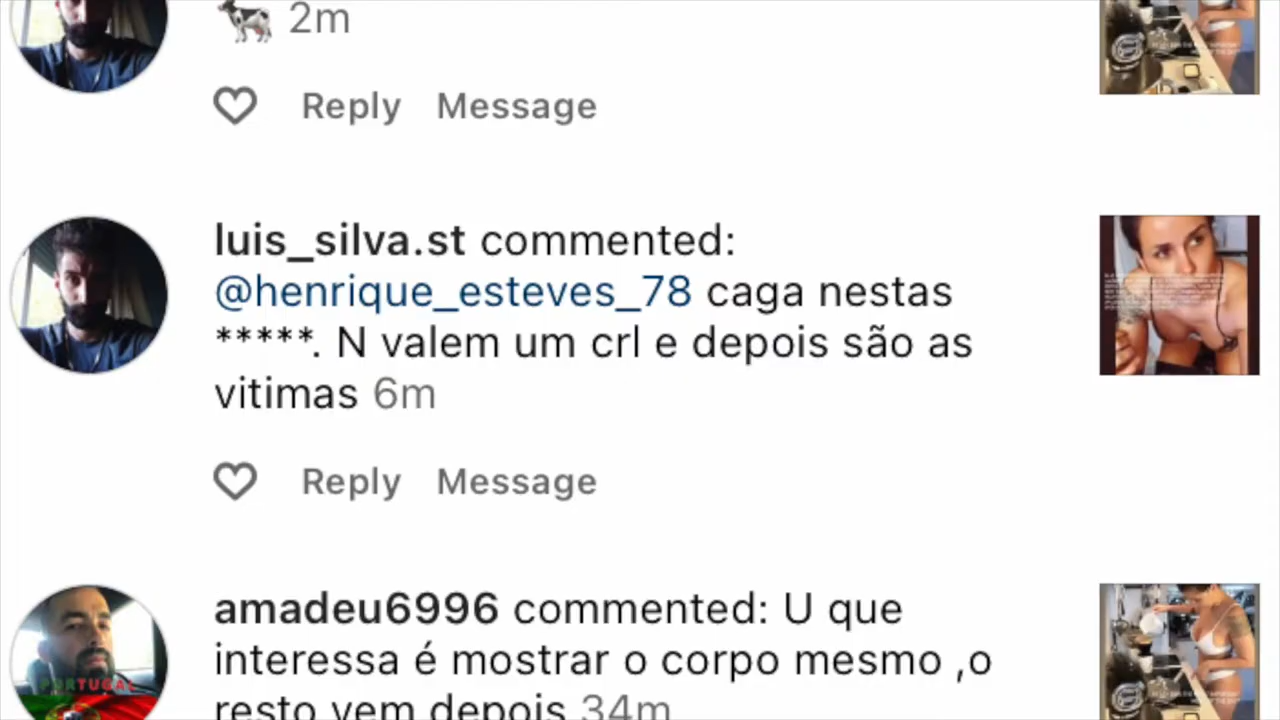 2m
Reply Message
luis_silva.st commented:
@henrique_esteves_78 caga nestas
*****. N valem um crl e depois são as
vitimas 6m
Reply Message
amadeu6996 commented: U que
interessa é mostrar o corpo mesmo ,o
resto vem depois 34m
PORTUGAL